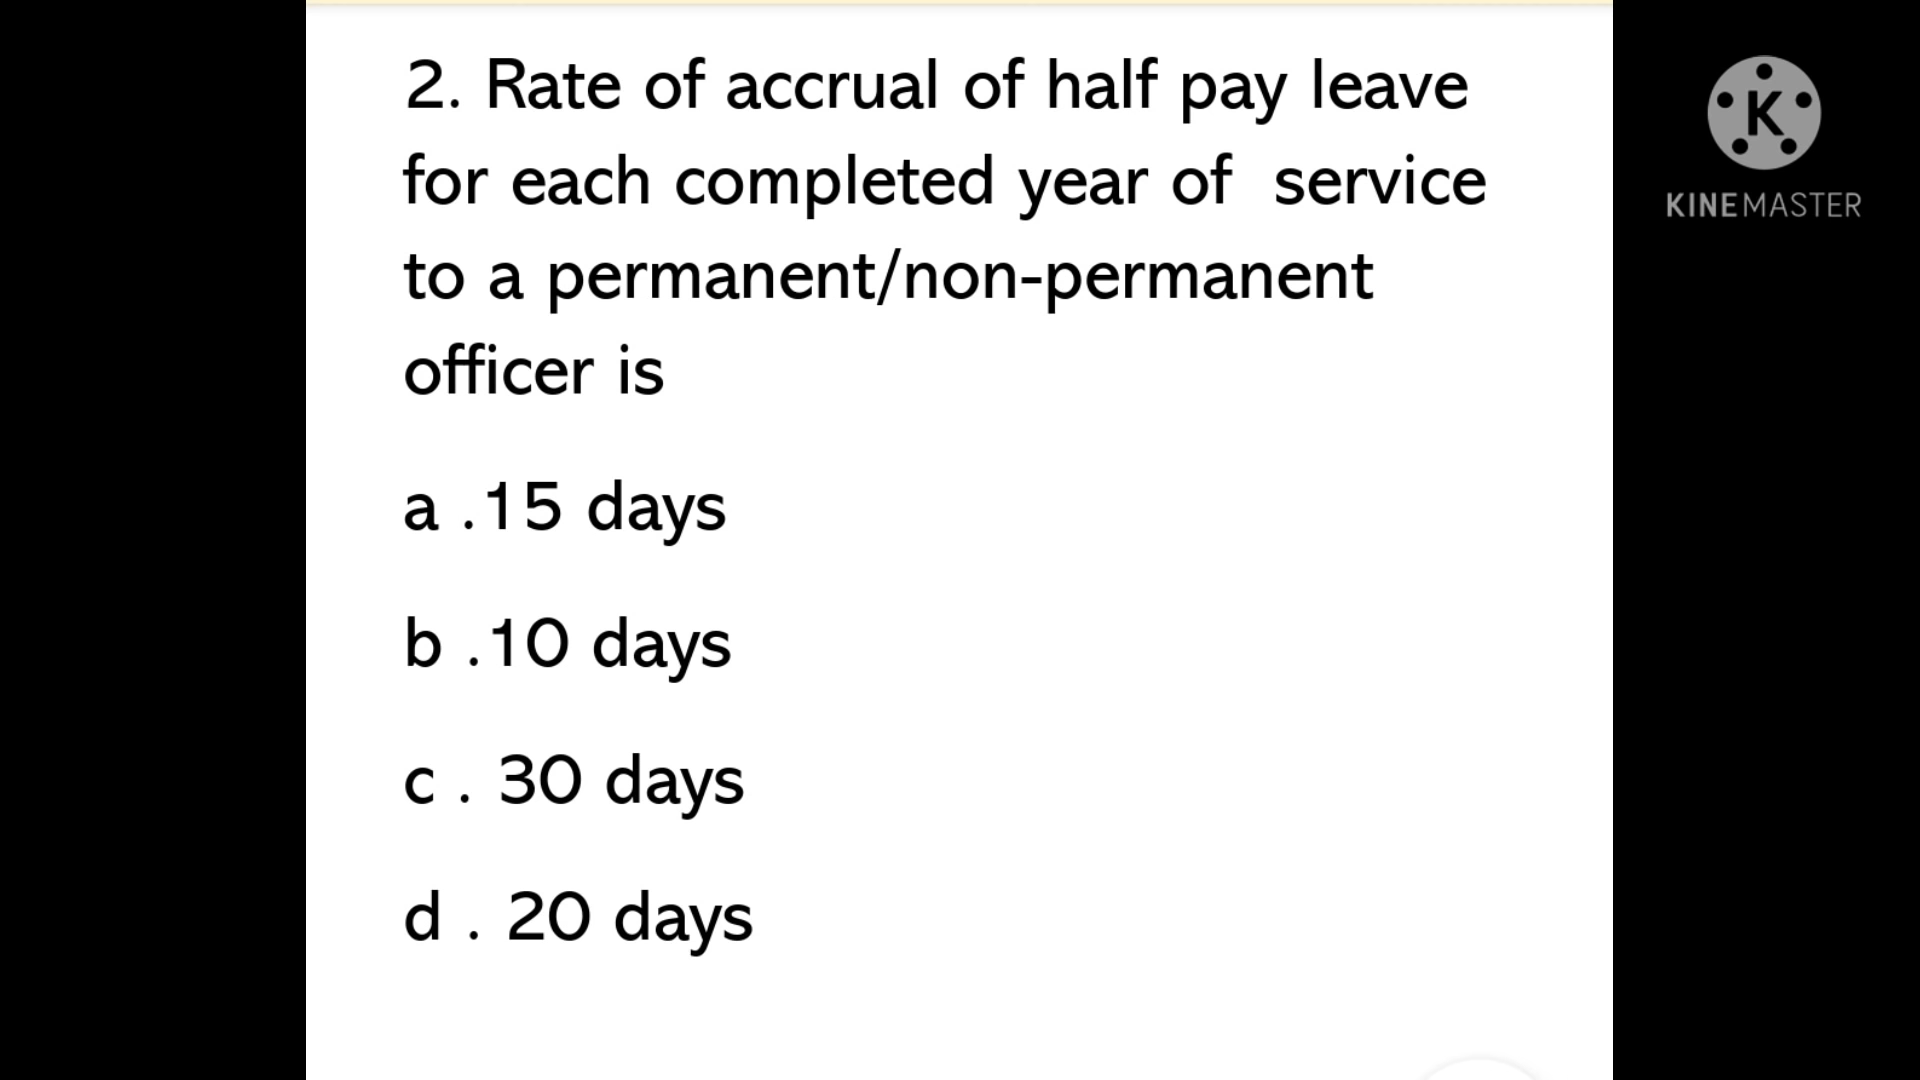 2. Rate of accrual of half pay leave
for each completed year of  service
to a permanent/non-permanent
officer is
a .15 days
b .10 days
c . 30 days
d . 20 days
K
KINEMASTER